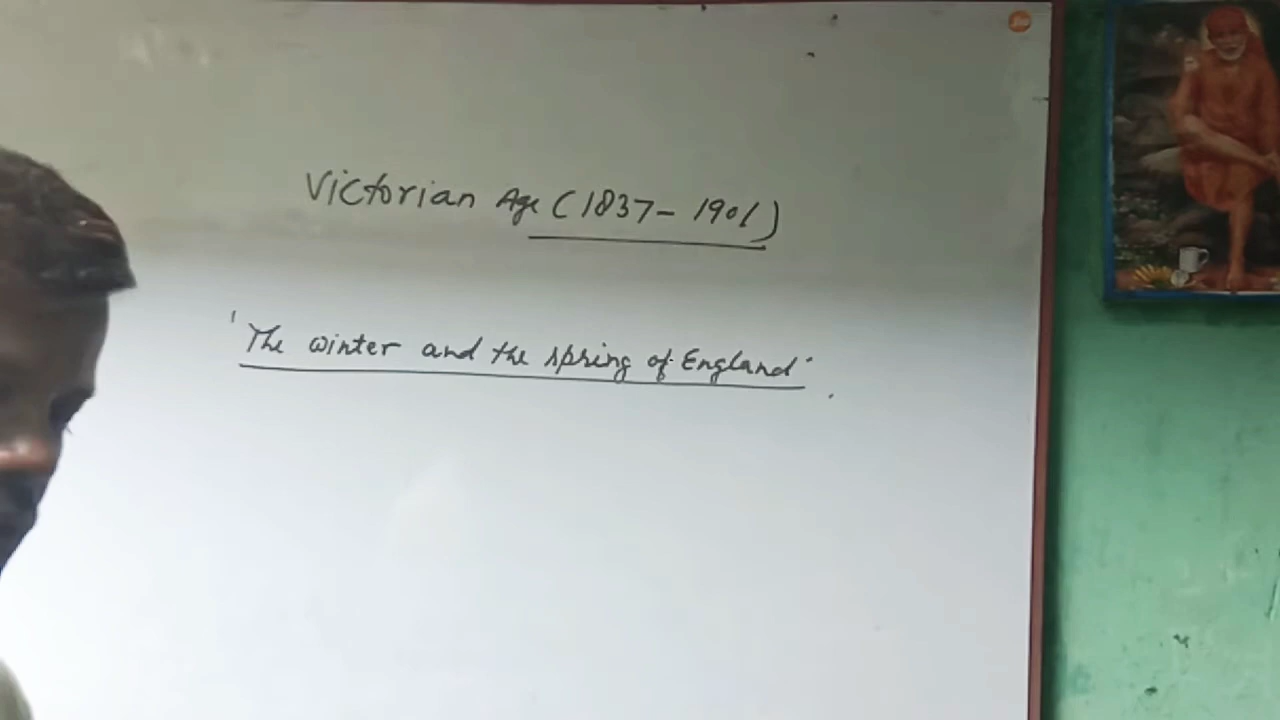 Victorian Age (1837- 1901)
'The winter and the spring of England'.